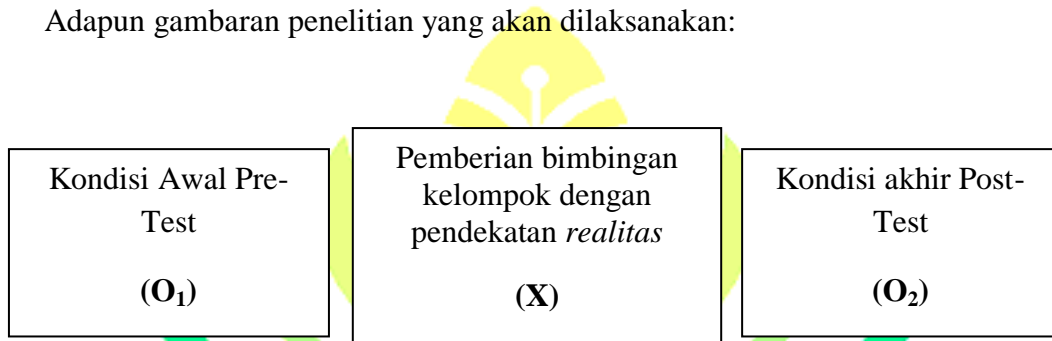 Adapun gambaran penelitian yang akan dilaksanakan:
Kondisi Awal Pre-
Test
(O₁)
Pemberian bimbingan
kelompok dengan
pendekatan realitas
(X)
Kondisi akhir Post-
Test
(O₂)